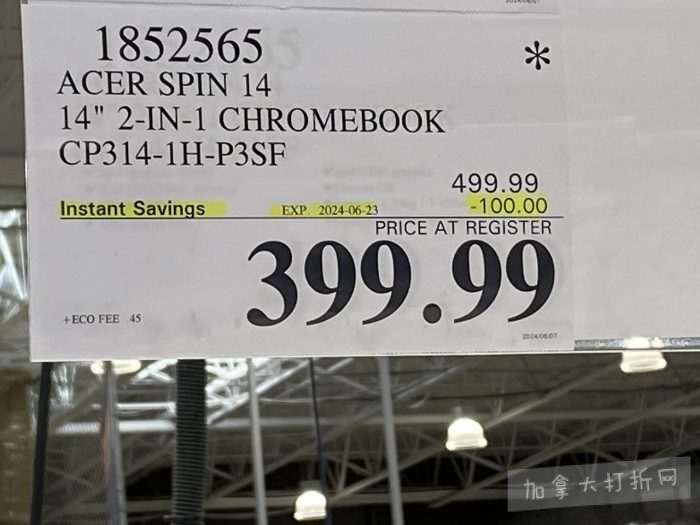 1852565 *
ACER SPIN 14
14" 2-IN-1 CHROMEBOOK
CP314-1H-P3SF
499.99
Instant Savings EXP. 2024-06-23 -100.00
PRICE AT REGISTER
399.99
+ECO FEE .45
2024/06/07
加拿大打折网